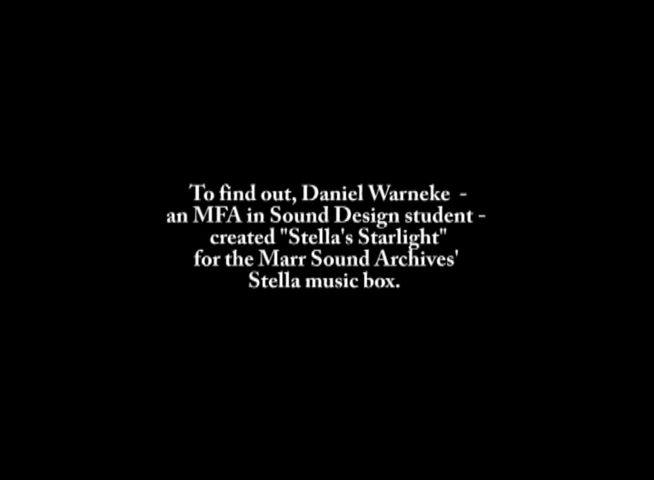 To find out, Daniel Warneke -
an MFA in Sound Design student -
created "Stella's Starlight"
for the Marr Sound Archives'
Stella music box.